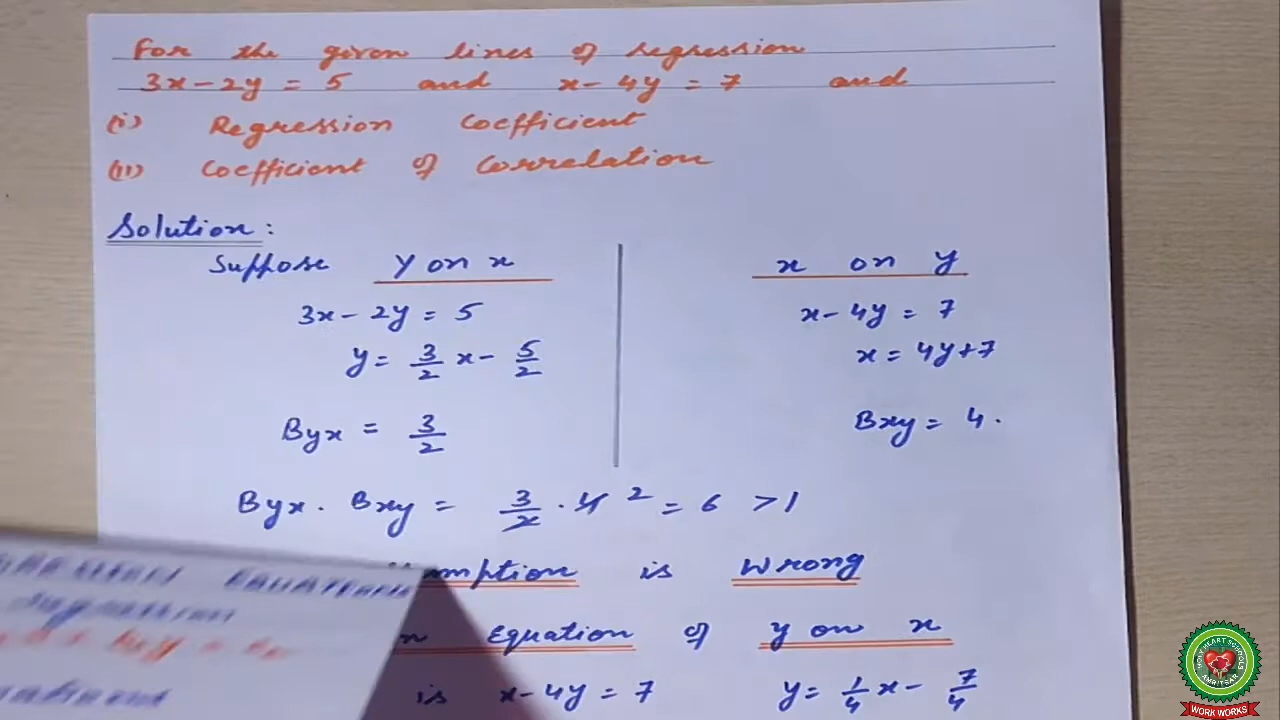 For the given lines of regression
3x - 2y = 5 and x - 4y = 7 and
(i) Regression Coefficient
(ii) Coefficient of Correlation
Solution:
Suppose Y on x
x on y
3x - 2y = 5
x - 4y = 7
y = 3/2 x - 5/2
x = 4y + 7
Byx = 3/2
Bxy = 4.
Byx . Bxy = 3/2 . 4 2 = 6 > 1
is Wrong
Equation of y on x
is x - 4y = 7 y = 1/4 x - 7/4
WORK WORKS